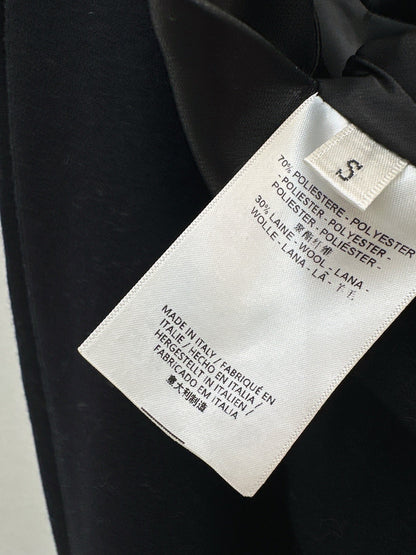 S
70% POLIESTERE - POLYESTER
- POLIESTER - POLYESTER
- POLIESTER - POLIÉSTER-
聚酯纤维
30% LAINE - WOOL - LANA -
WOLLE - LANA - LÃ - 羊毛
MADE IN ITALY / FABRIQUÉ EN
ITALIE / HECHO EN ITALIA /
HERGESTELLT IN ITALIEN /
FABRICADO EM ITALIA
意大利制造